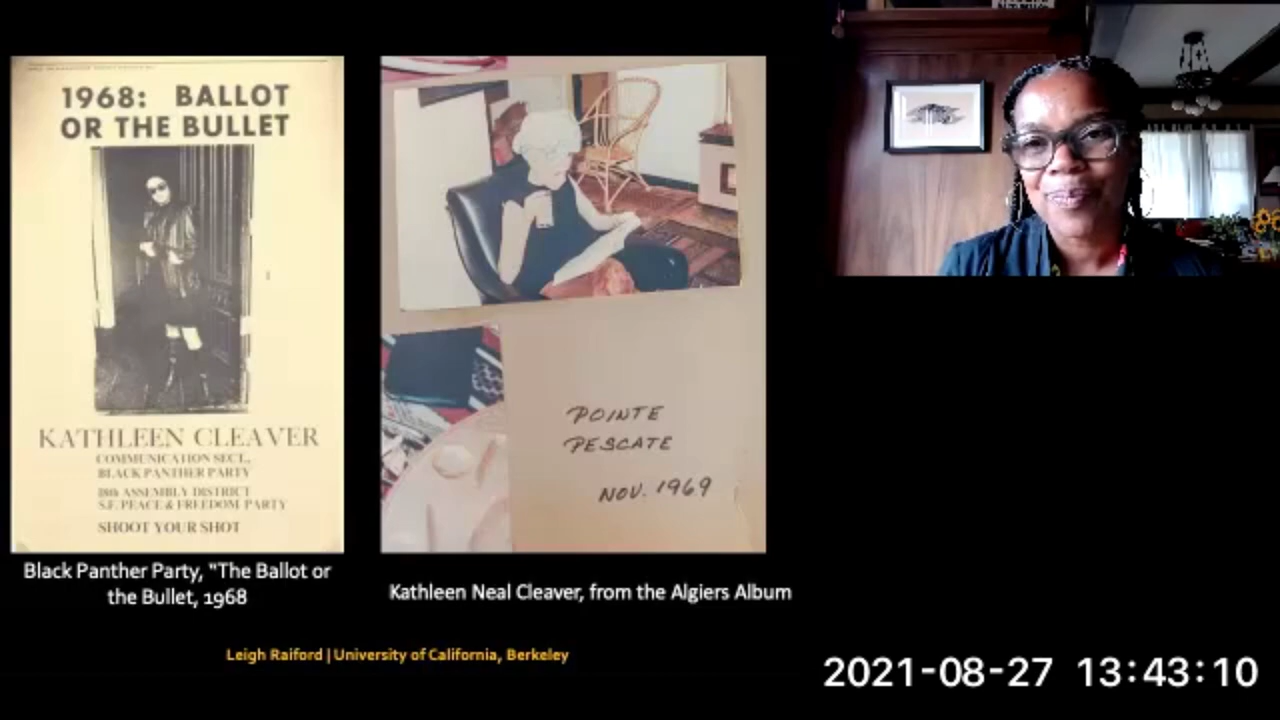 1968: BALLOT
OR THE BULLET
KATHLEEN CLEAVER
COMMUNICATION SECT.,
BLACK PANTHER PARTY
18th ASSEMBLY DISTRICT
S.F. PEACE & FREEDOM PARTY
SHOOT YOUR SHOT
Black Panther Party, "The Ballot or
the Bullet, 1968
POINTE
PESCATE
NOV. 1969
Kathleen Neal Cleaver, from the Algiers Album
Leigh Raiford | University of California, Berkeley
2021-08-27 13:43:10